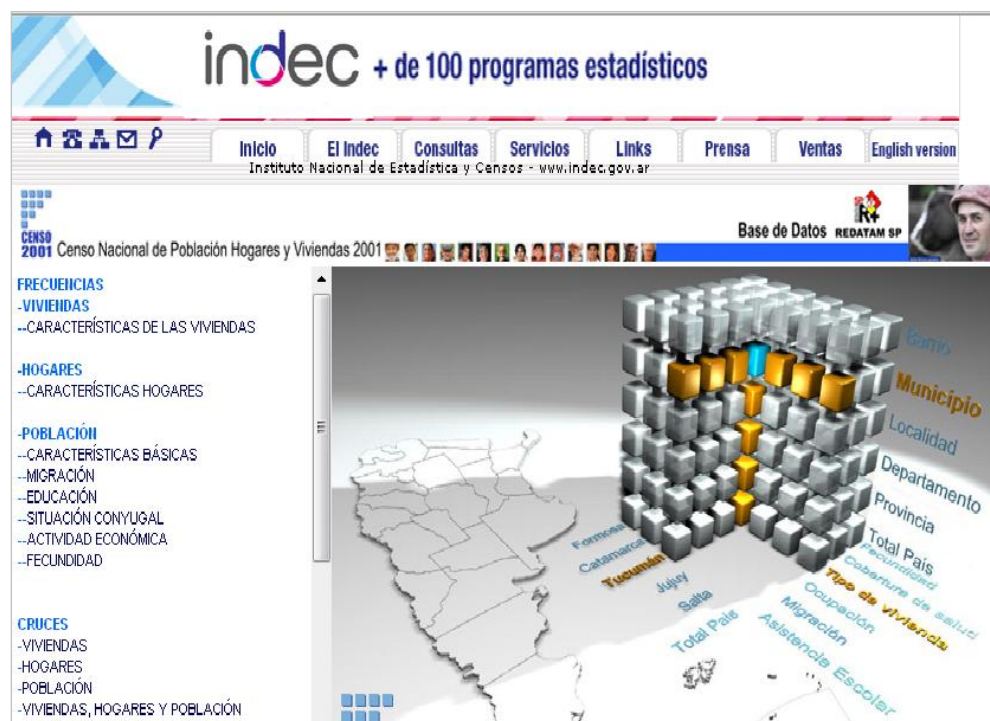 indec + de 100 programas estadísticos
Inicio El Indec Consultas Servicios Links Prensa Ventas English version
Instituto Nacional de Estadística y Censos - www.indec.gov.ar
CENSO
2001 Censo Nacional de Población Hogares y Viviendas 2001
Base de Datos REDATAM SP
R+
FRECUENCIAS
-VIVIENDAS
--CARACTERÍSTICAS DE LAS VIVIENDAS
-HOGARES
--CARACTERÍSTICAS HOGARES
-POBLACIÓN
--CARACTERÍSTICAS BÁSICAS
--MIGRACIÓN
--EDUCACIÓN
--SITUACIÓN CONYUGAL
--ACTIVIDAD ECONÓMICA
--FECUNDIDAD
CRUCES
-VIVIENDAS
-HOGARES
-POBLACIÓN
-VIVIENDAS, HOGARES Y POBLACIÓN
Barrio
Município
Localidad
Departamento
Provincia
Total País
Formosa
Catamarca
Tucumán
Jujuy
Salta
Total País
Fecundidad
Cobertura de salud
Tipo de vivienda
Ocupación
Migración
Asistencia Escolar